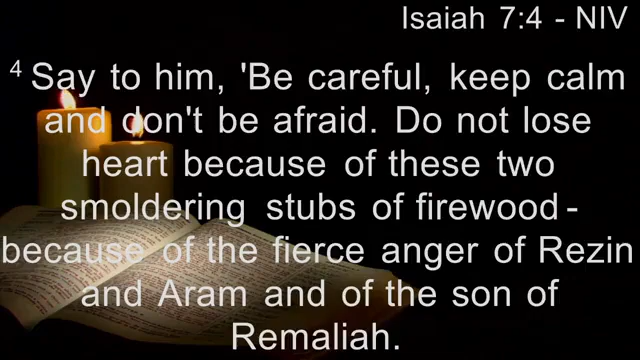 Isaiah 7:4 - NIV
4 Say to him, 'Be careful, keep calm
and don't be afraid. Do not lose
heart because of these two
smoldering stubs of firewood -
because of the fierce anger of Rezin
and Aram and of the son of
Remaliah.